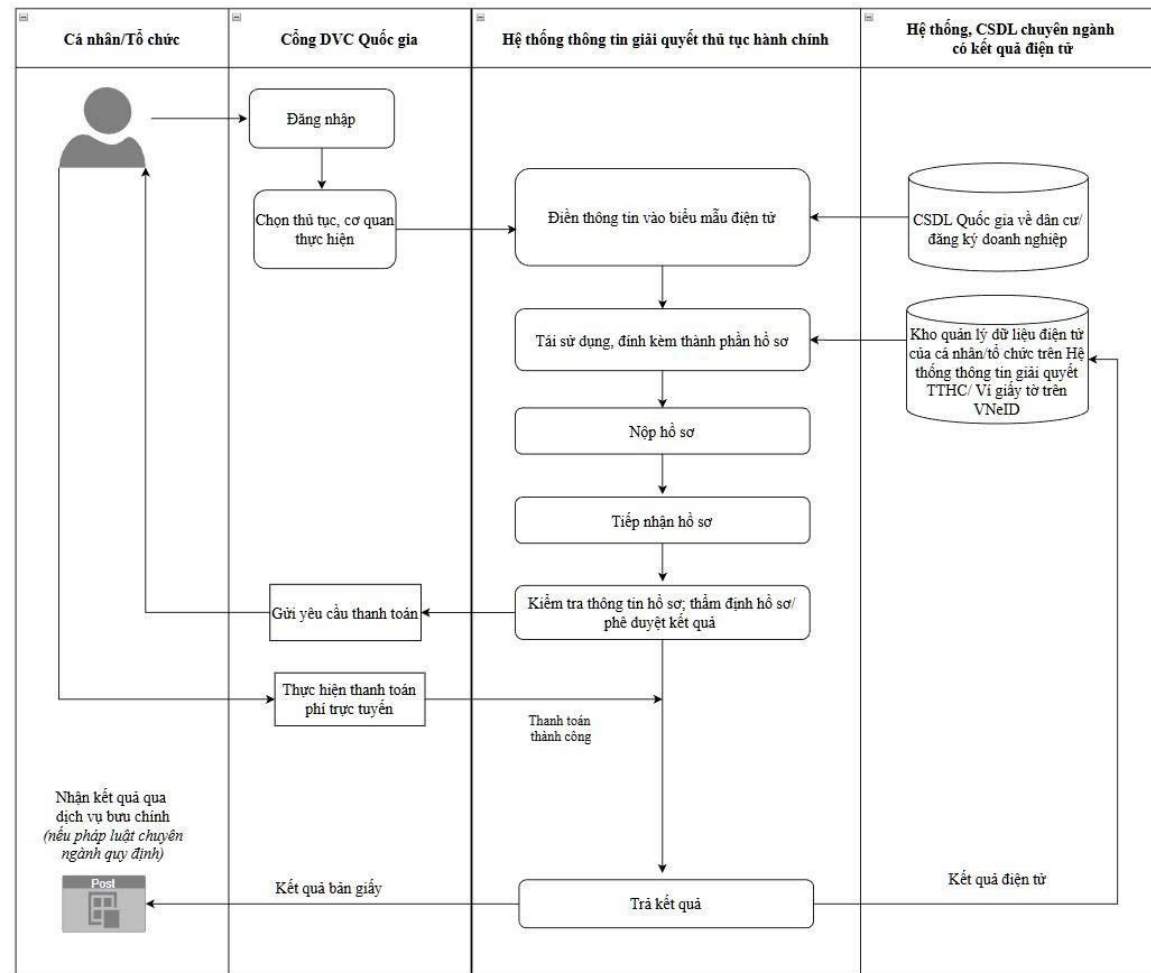 Cá nhân/Tổ chức
Cổng DVC Quốc gia
Hệ thống thông tin giải quyết thủ tục hành chính
Hệ thống, CSDL chuyên ngành
có kết quả điện tử
Đăng nhập
Chọn thủ tục, cơ quan
thực hiện
Điền thông tin vào biểu mẫu điện tử
CSDL Quốc gia về dân cư/
đăng ký doanh nghiệp
Tái sử dụng, đính kèm thành phần hồ sơ
Kho quản lý dữ liệu điện tử
của cá nhân/tổ chức trên Hệ
thống thông tin giải quyết
TTHC/ Ví giấy tờ trên
VNeID
Nộp hồ sơ
Tiếp nhận hồ sơ
Kiểm tra thông tin hồ sơ; thẩm định hồ sơ/
phê duyệt kết quả
Gửi yêu cầu thanh toán
Thực hiện thanh toán
phí trực tuyến
Thanh toán
thành công
Nhận kết quả qua
dịch vụ bưu chính
(nếu pháp luật chuyên
ngành quy định)
Post
Kết quả bản giấy
Trả kết quả
Kết quả điện tử